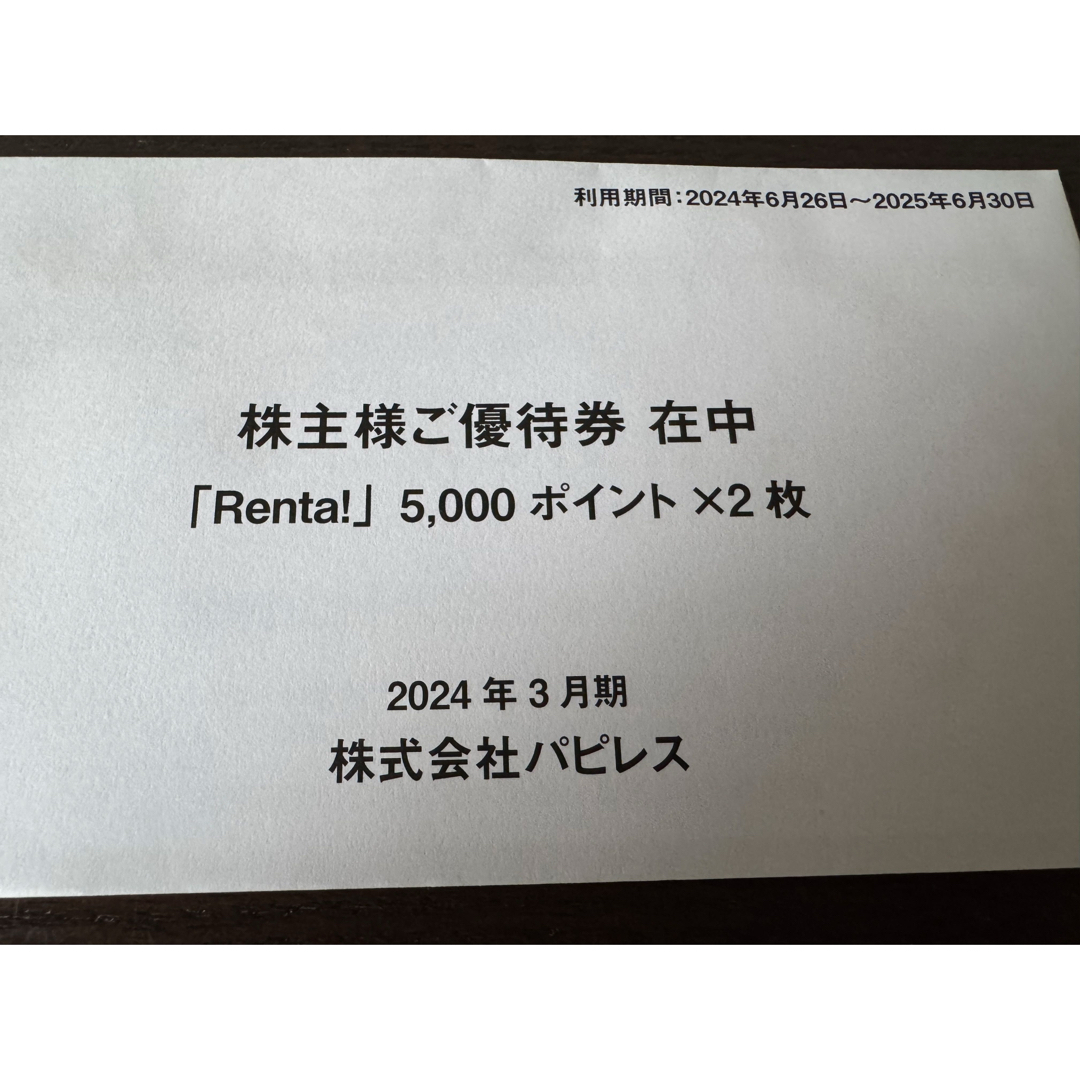 利用期間:2024年6月26日～2025年6月30日
株主様ご優待券 在中
「Renta!」 5,000 ポイント ×2 枚
2024 年 3 月期
株式会社パピレス